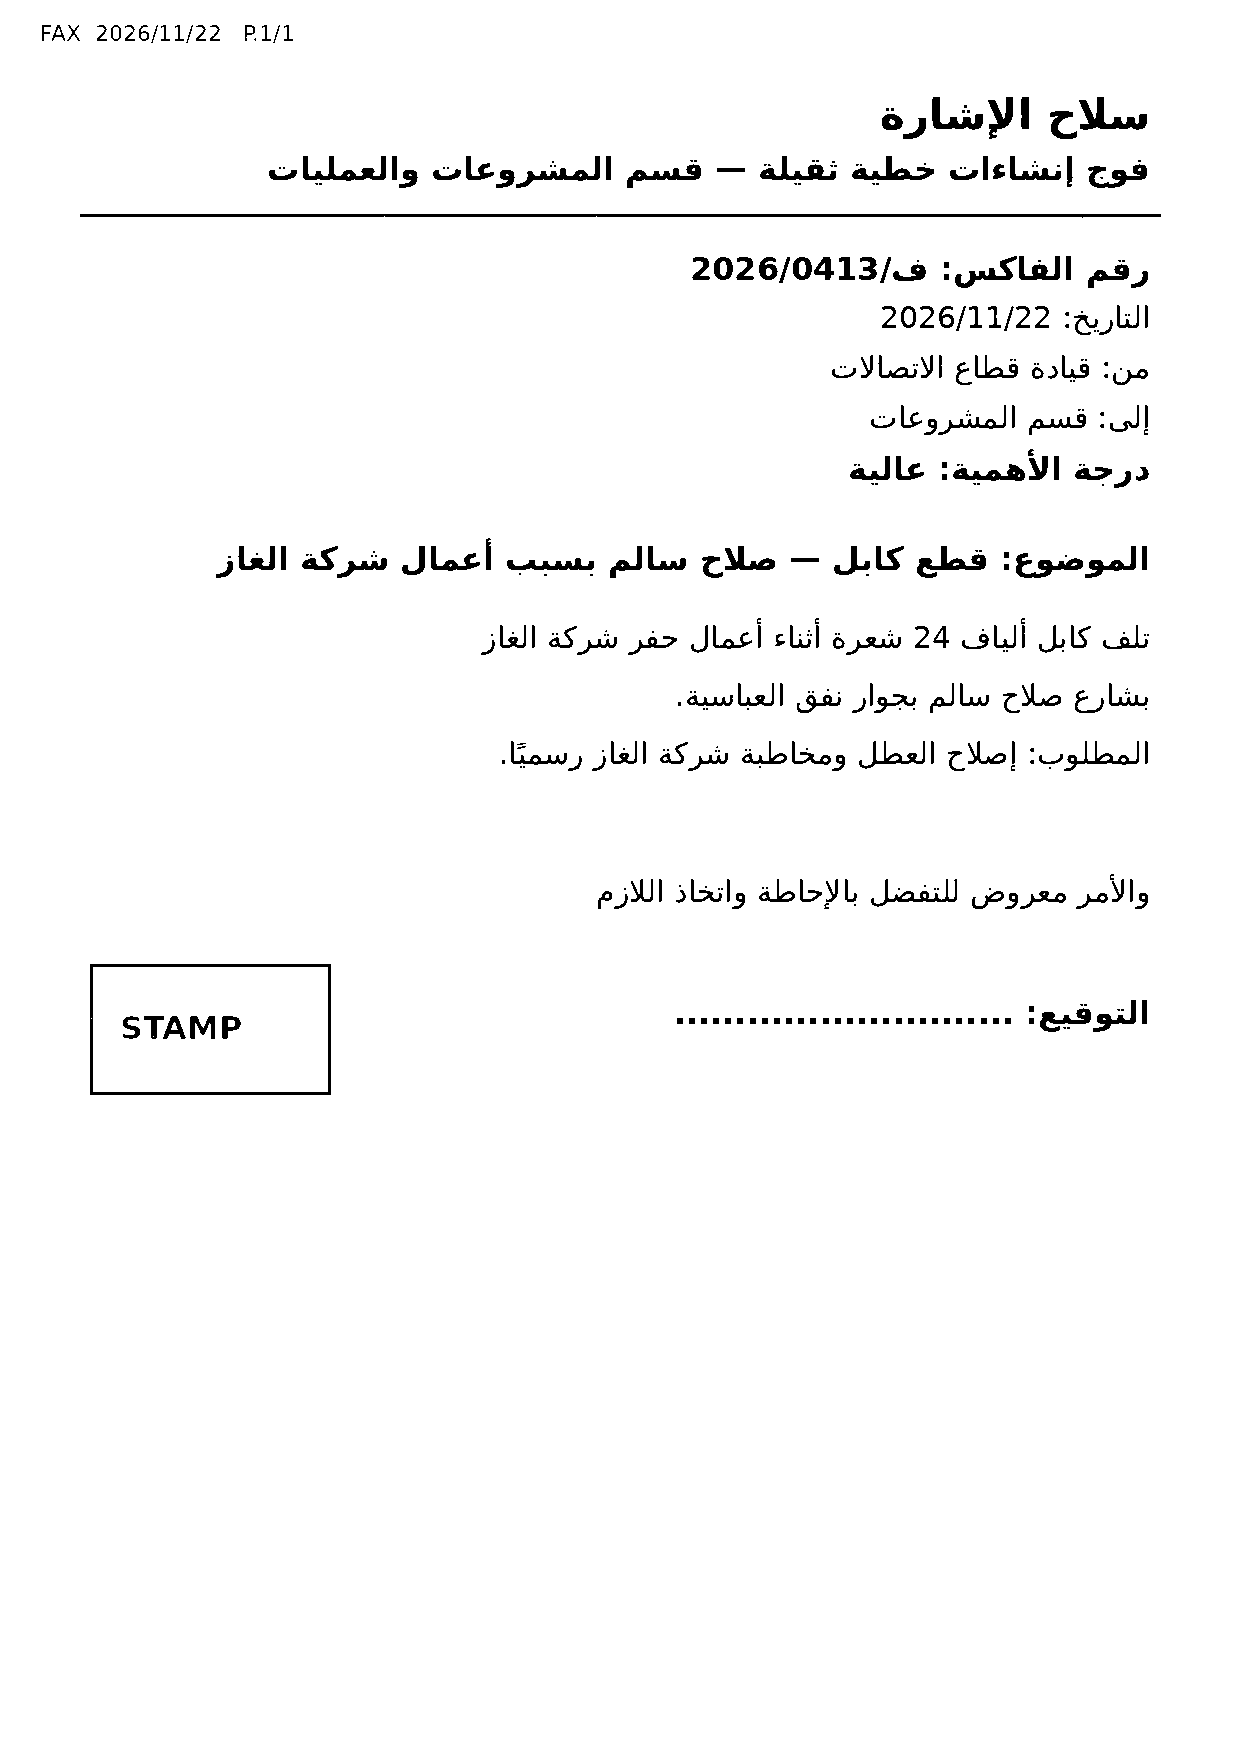 FAX 2026/11/22 P.1/1
سلاح الإشارة
فوج إنشاءات خطية ثقيلة — قسم المشروعات والعمليات
رقم الفاكس: ف/2026/0413
التاريخ: 2026/11/22
من: قيادة قطاع الاتصالات
إلى: قسم المشروعات
درجة الأهمية: عالية
الموضوع: قطع كابل — صلاح سالم بسبب أعمال شركة الغاز
تلف كابل ألياف 24 شعرة أثناء أعمال حفر شركة الغاز
بشارع صلاح سالم بجوار نفق العباسية.
المطلوب: إصلاح العطل ومخاطبة شركة الغاز رسميًا.
والأمر معروض للتفضل بالإحاطة واتخاذ اللازم
التوقيع: ............................
STAMP